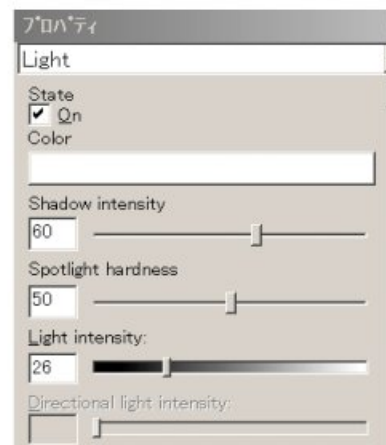 ﾌﾟﾛﾊﾟﾃｨ
Light
State
On
Color
Shadow intensity
60
Spotlight hardness
50
Light intensity:
26
Directional light intensity: